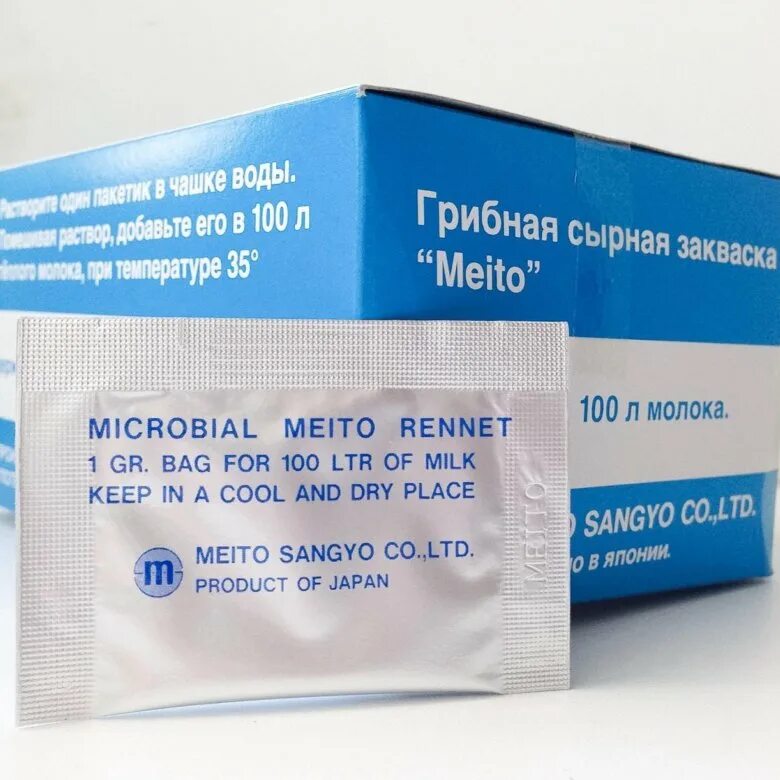 Растворите один пакетик в чашке воды.
Помешивая раствор, добавьте его в 100 л
тёплого молока, при температуре 35°
Грибная сырная закваска
“Meito”
100 л молока.
SANGYO CO.,LTD.
в японии.
MICROBIAL MEITO RENNET
1 GR. BAG FOR 100 LTR OF MILK
KEEP IN A COOL AND DRY PLACE
m
MEITO SANGYO CO.,LTD.
PRODUCT OF JAPAN
MEITO